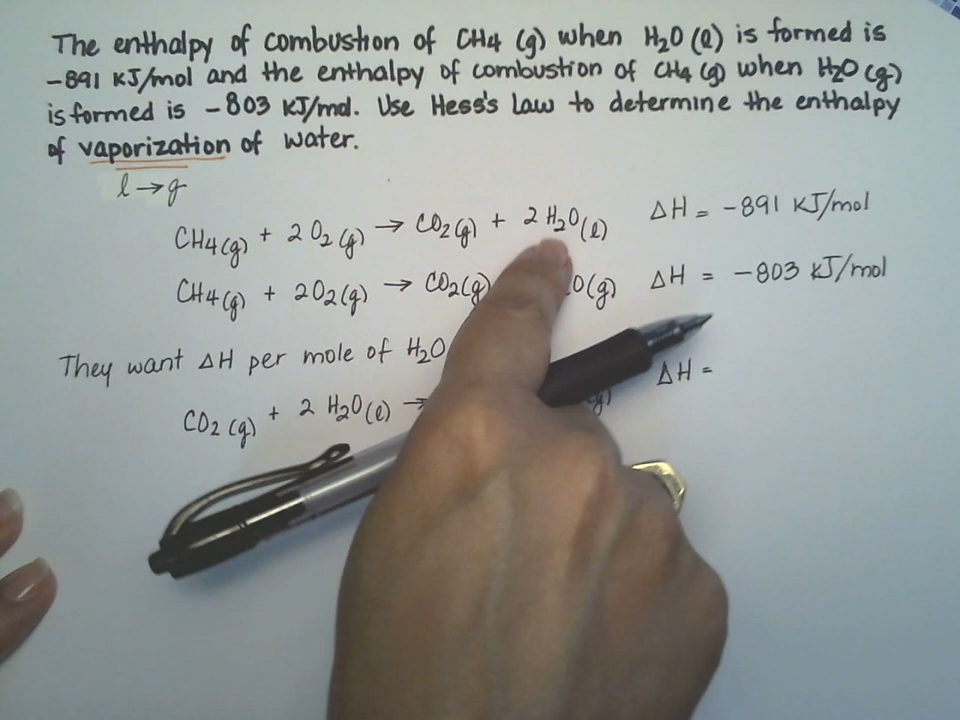 The enthalpy of combustion of CH4 (g) when H₂O (l) is formed is
-891 KJ/mol and the enthalpy of combustion of CH4 (g) when H₂O (g)
is formed is -803 KJ/mol. Use Hess's Law to determine the enthalpy
of vaporization of water.
l → g
CH4(g) + 2 O2 (g) → CO2 (g) + 2 H₂O (l) ΔH = -891 KJ/mol
CH4 (g) + 2O2 (g) → CO2 (g) O(g) ΔH = -803 KJ/mol
They want ΔH per mole of H₂O
CO2 (g) + 2 H₂O (l) → (g) ΔH =